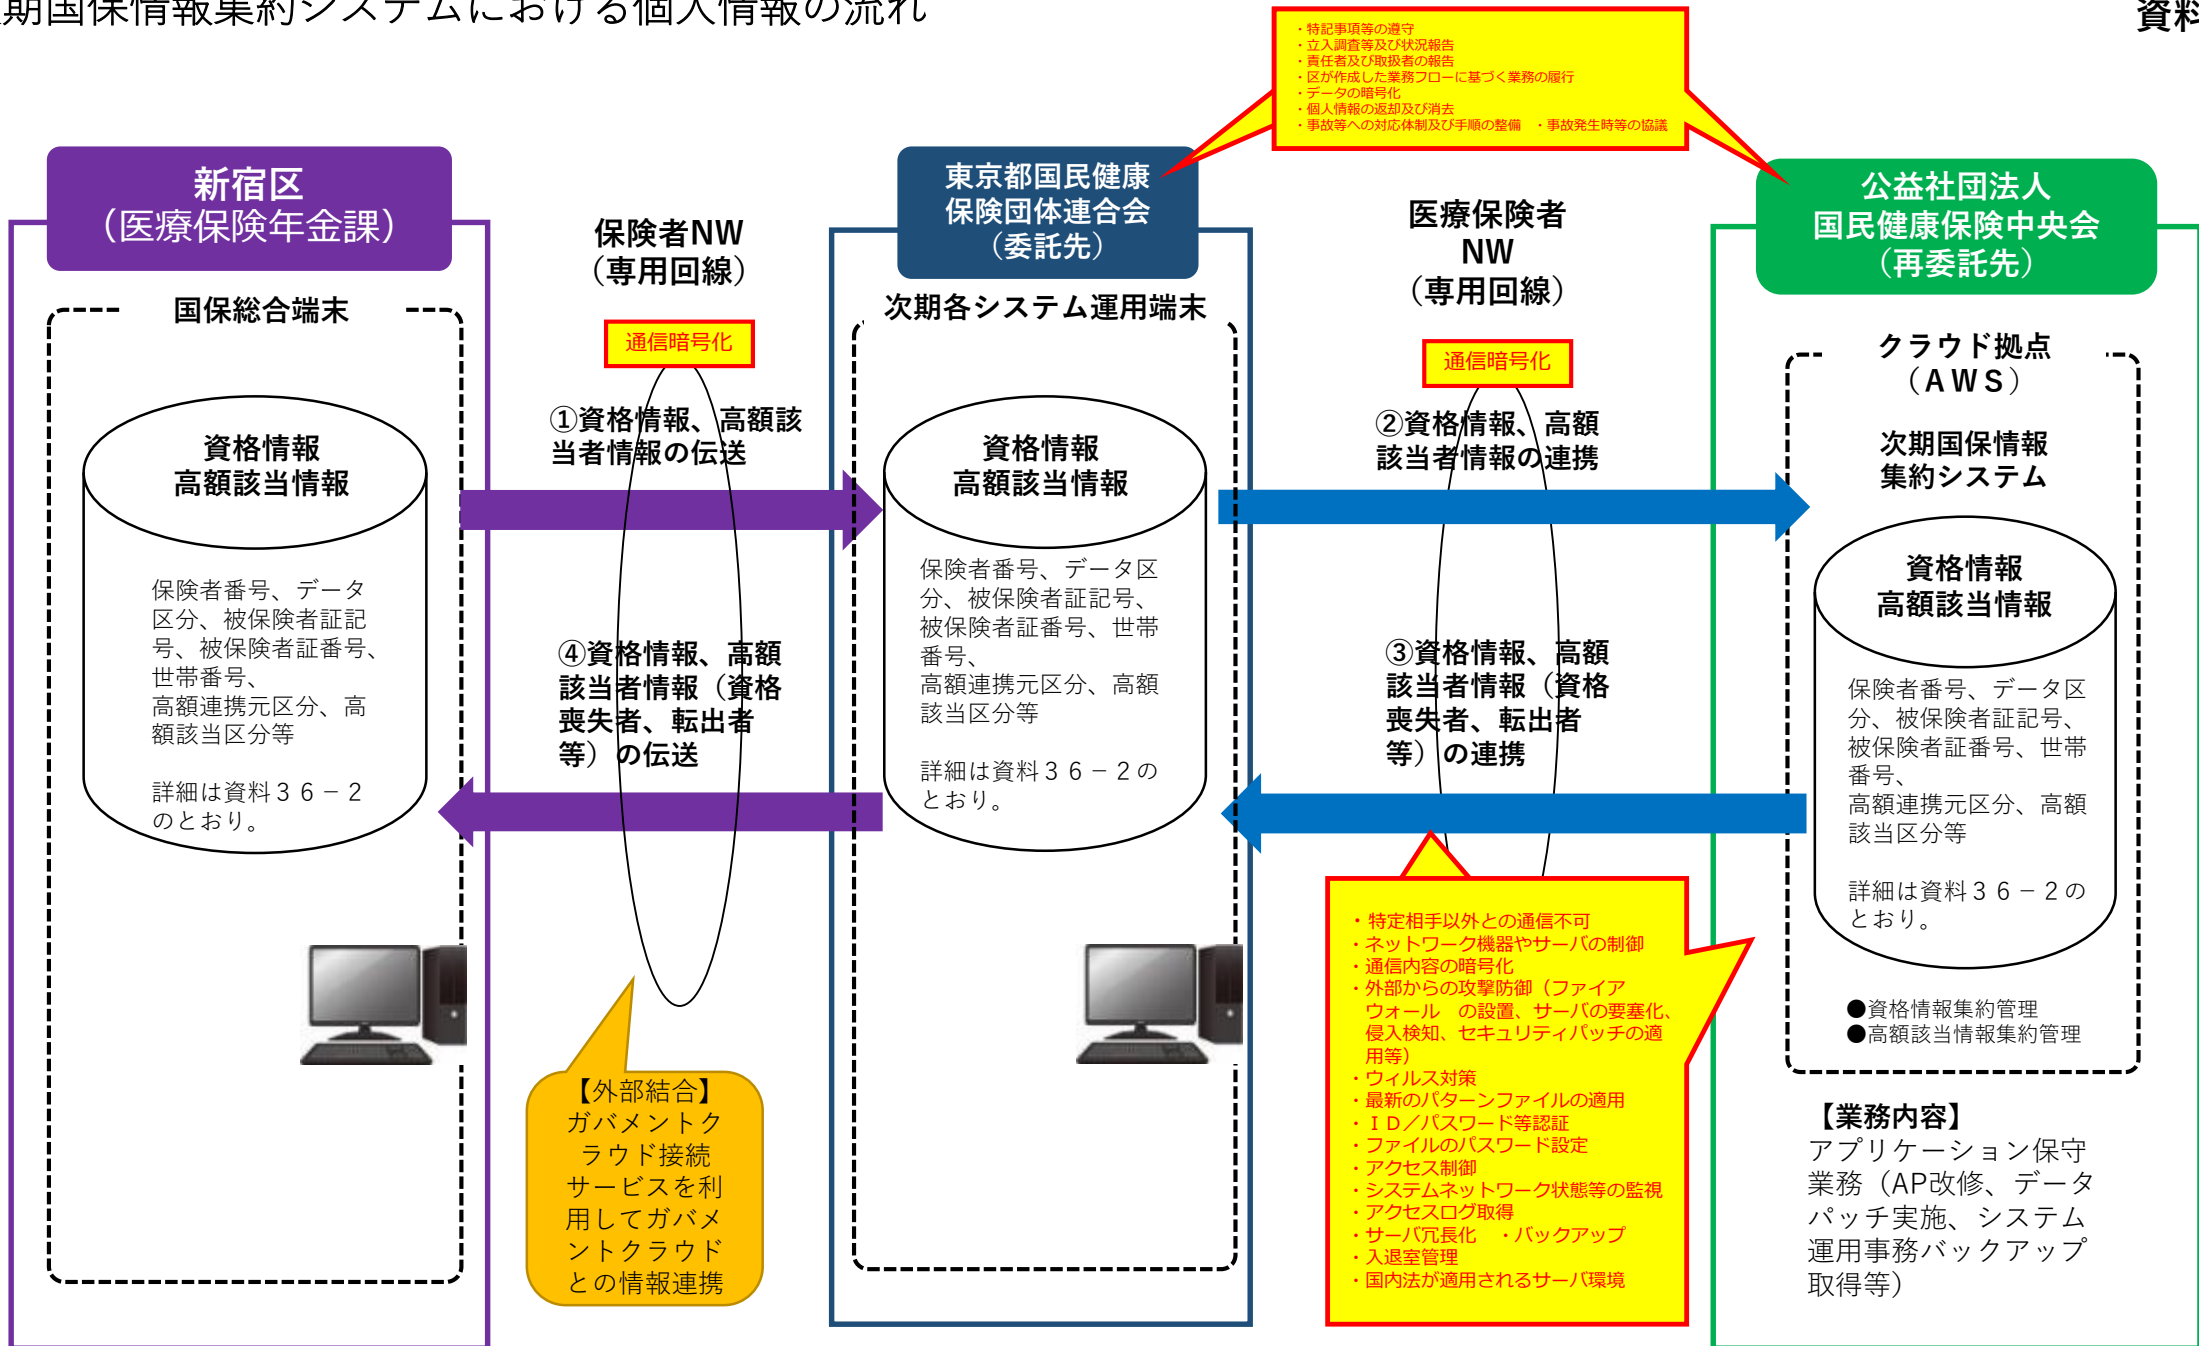 期国保情報集約システムにおける個人情報の流れ
資料
・特記事項等の遵守
・立入調査等及び状況報告
・責任者及び取扱者の報告
・区が作成した業務フローに基づく業務の履行
・データの暗号化
・個人情報の返却及び消去
・事故等への対応体制及び手順の整備　・事故発生時等の協議
新宿区
（医療保険年金課）
国保総合端末
資格情報
高額該当情報
保険者番号、データ
区分、被保険者証記
号、被保険者証番号、
世帯番号、
高額連携元区分、高
額該当区分等
詳細は資料３６－２
のとおり。
保険者NW
（専用回線）
通信暗号化
①資格情報、高額該
当者情報の伝送
④資格情報、高額
該当者情報（資格
喪失者、転出者
等）の伝送
【外部結合】
ガバメントク
ラウド接続
サービスを利
用してガバメ
ントクラウド
との情報連携
東京都国民健康
保険団体連合会
（委託先）
次期各システム運用端末
資格情報
高額該当情報
保険者番号、データ区
分、被保険者証記号、
被保険者証番号、世帯
番号、
高額連携元区分、高額
該当区分等
詳細は資料３６－２の
とおり。
医療保険者
NW
（専用回線）
通信暗号化
②資格情報、高額
該当者情報の連携
③資格情報、高額
該当者情報（資格
喪失者、転出者
等）の連携
・特定相手以外との通信不可
・ネットワーク機器やサーバの制御
・通信内容の暗号化
・外部からの攻撃防御（ファイア
ウォール　の設置、サーバの要塞化、
侵入検知、セキュリティパッチの適
用等）
・ウィルス対策
・最新のパターンファイルの適用
・ＩＤ／パスワード等認証
・ファイルのパスワード設定
・アクセス制御
・システムネットワーク状態等の監視
・アクセスログ取得
・サーバ冗長化　・バックアップ
・入退室管理
・国内法が適用されるサーバ環境
公益社団法人
国民健康保険中央会
（再委託先）
クラウド拠点
（ＡＷＳ）
次期国保情報
集約システム
資格情報
高額該当情報
保険者番号、データ区
分、被保険者証記号、
被保険者証番号、世帯
番号、
高額連携元区分、高額
該当区分等
詳細は資料３６－２の
とおり。
●資格情報集約管理
●高額該当情報集約管理
【業務内容】
アプリケーション保守
業務（AP改修、データ
パッチ実施、システム
運用事務バックアップ
取得等）